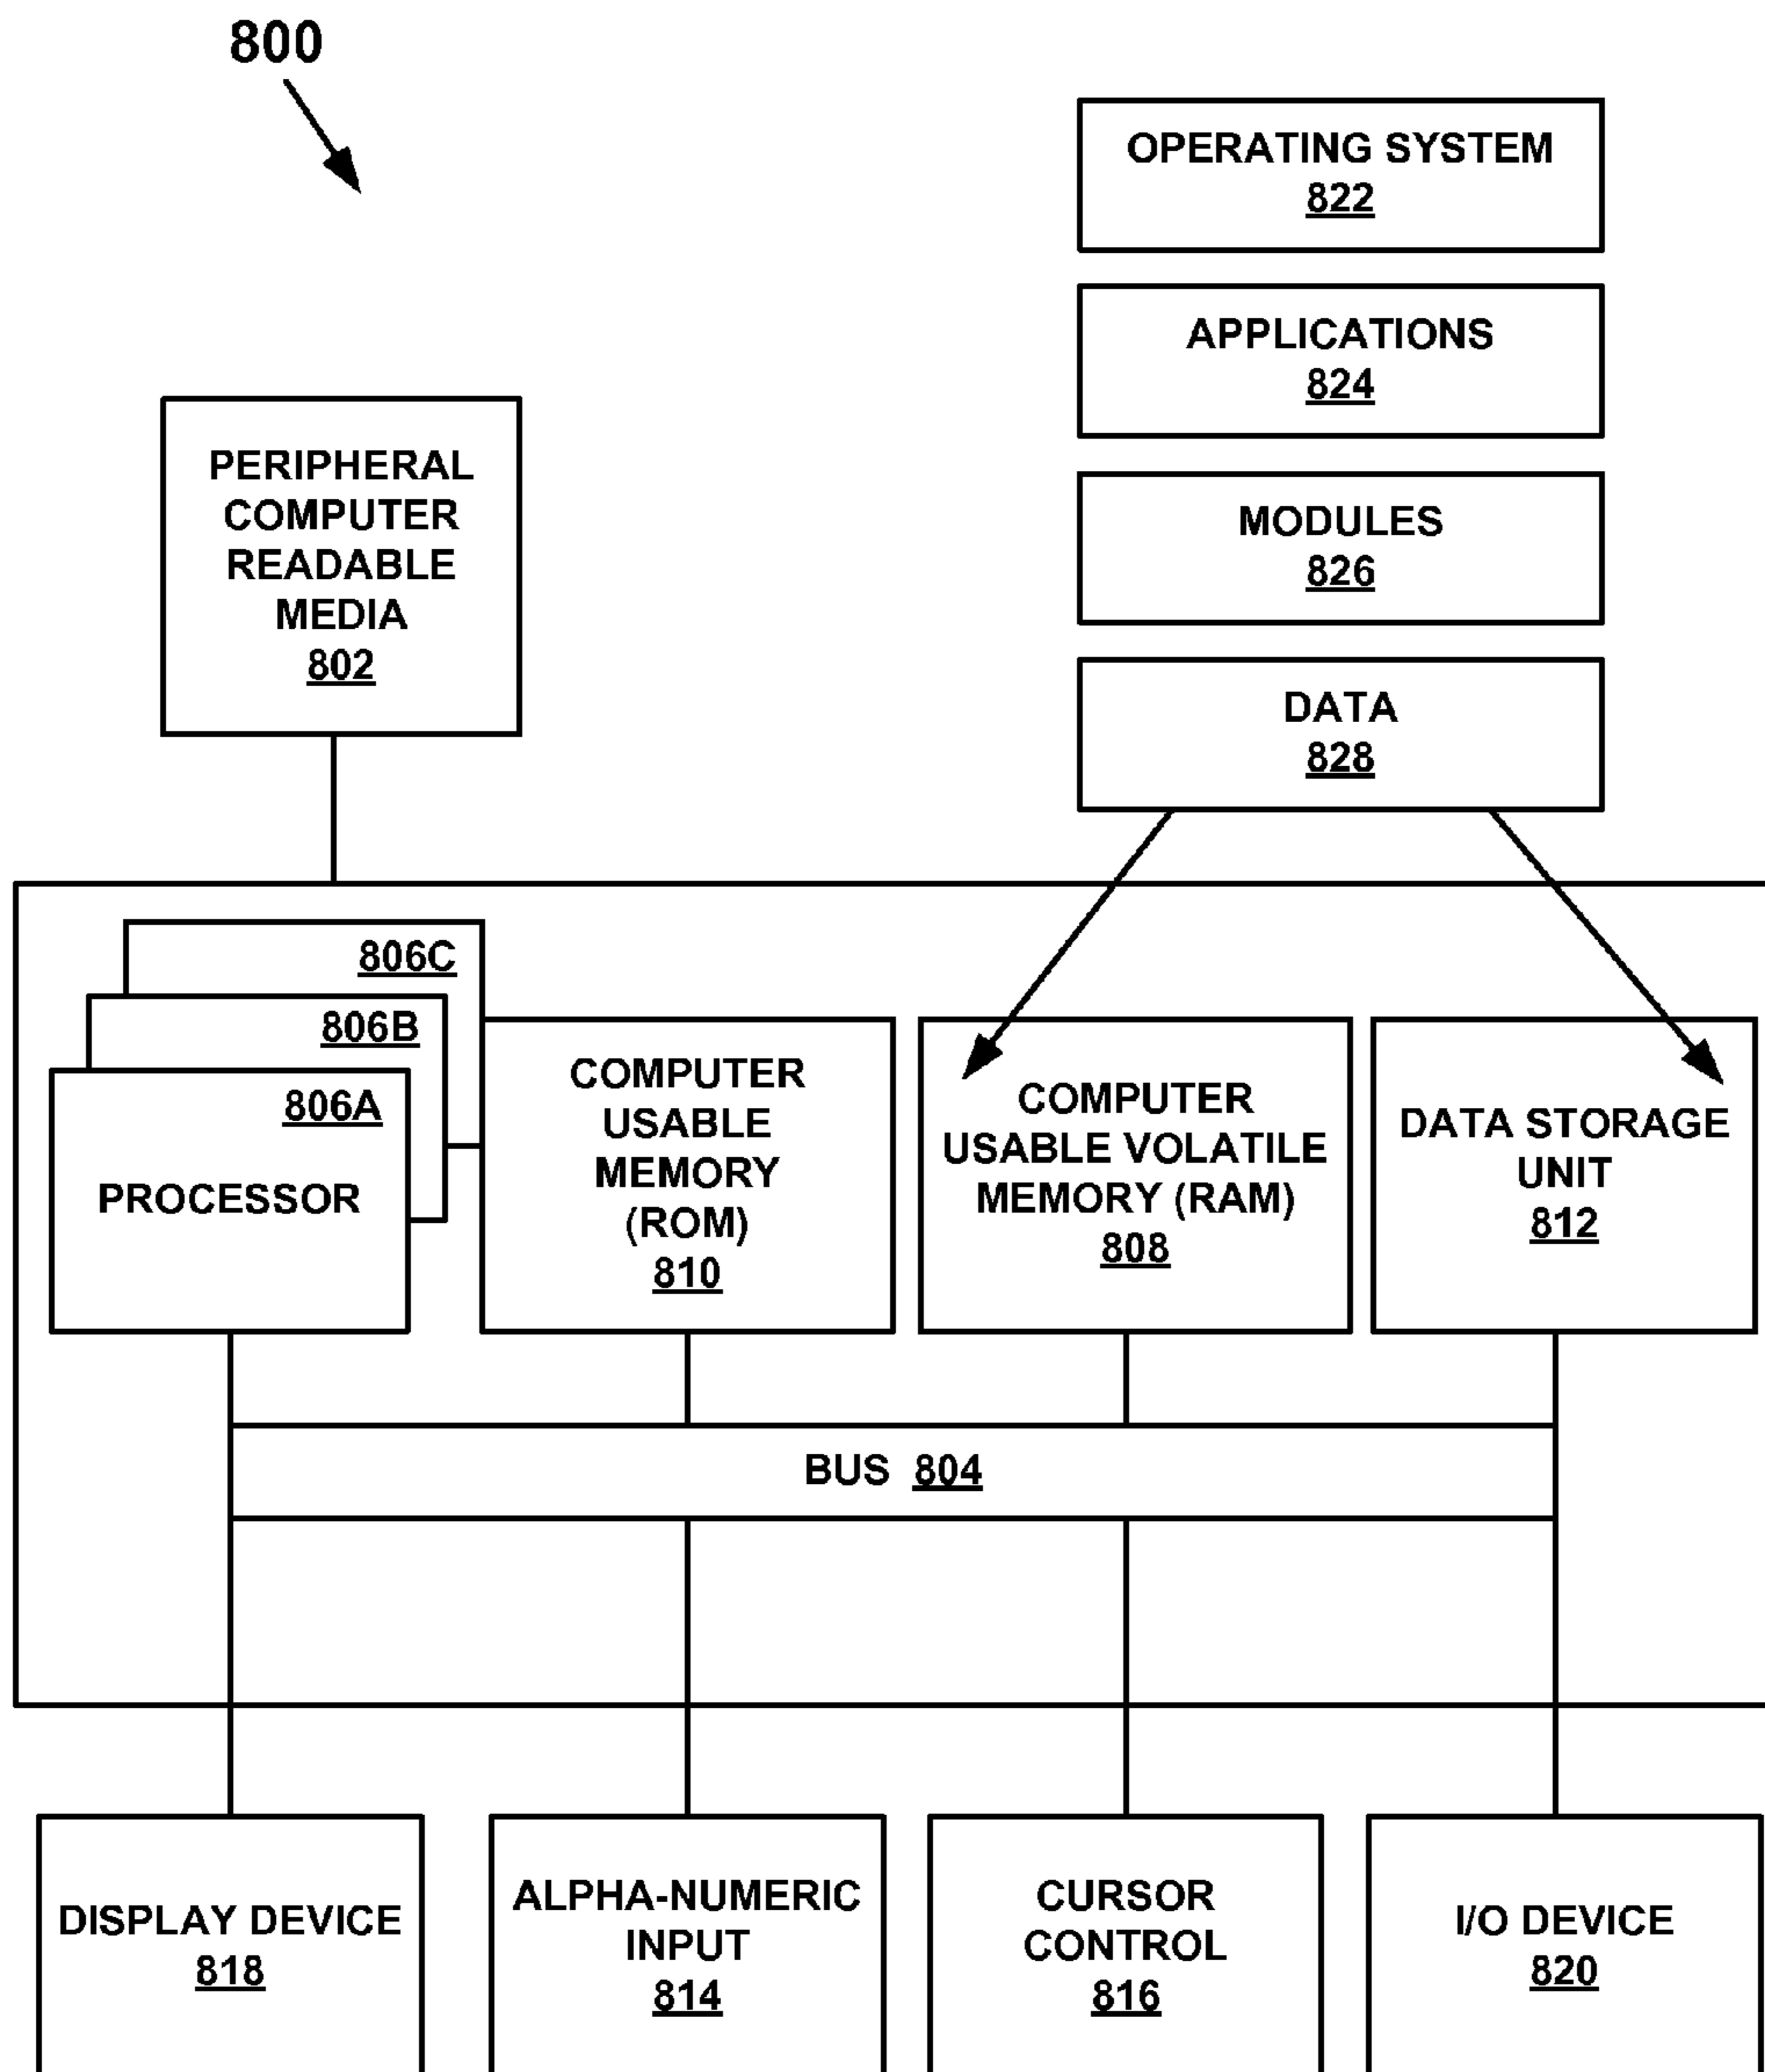 800
OPERATING SYSTEM
822
APPLICATIONS
824
MODULES
826
DATA
828
PERIPHERAL
COMPUTER
READABLE
MEDIA
802
806C
806B
806A
PROCESSOR
COMPUTER
USABLE
MEMORY
(ROM)
810
COMPUTER
USABLE VOLATILE
MEMORY (RAM)
808
DATA STORAGE
UNIT
812
BUS 804
DISPLAY DEVICE
818
ALPHA-NUMERIC
INPUT
814
CURSOR
CONTROL
816
I/O DEVICE
820